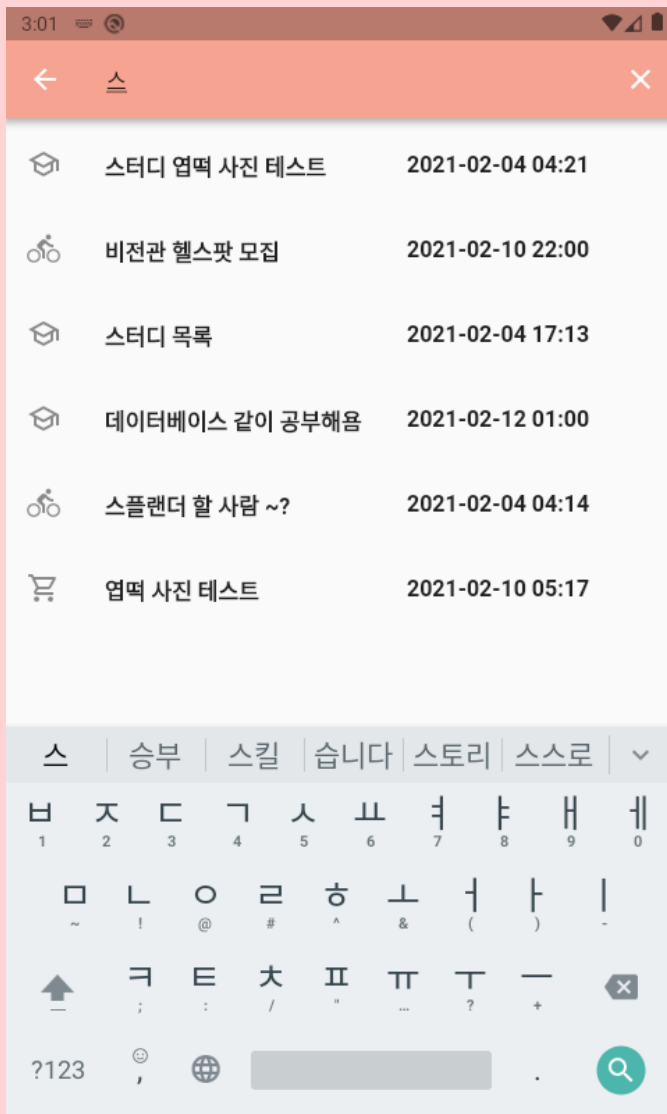 3:01
스
스터디 엽떡 사진 테스트 2021-02-04 04:21
비전관 헬스팟 모집 2021-02-10 22:00
스터디 목록 2021-02-04 17:13
데이터베이스 같이 공부해욤 2021-02-12 01:00
스플랜더 할 사람 ~? 2021-02-04 04:14
엽떡 사진 테스트 2021-02-10 05:17
스 승부 스킬 습니다 스토리 스스로
ㅂ ㅈ ㄷ ㄱ ㅅ ㅛ ㅕ ㅑ ㅐ ㅔ
1 2 3 4 5 6 7 8 9 0
ㅁ ㄴ ㅇ ㄹ ㅎ ㅗ ㅓ ㅏ ㅣ
~ ! @ # ^ & ( ) -
ㅋ ㅌ ㅊ ㅍ ㅠ ㅜ ㅡ
; : / " ... ? +
?123 , .